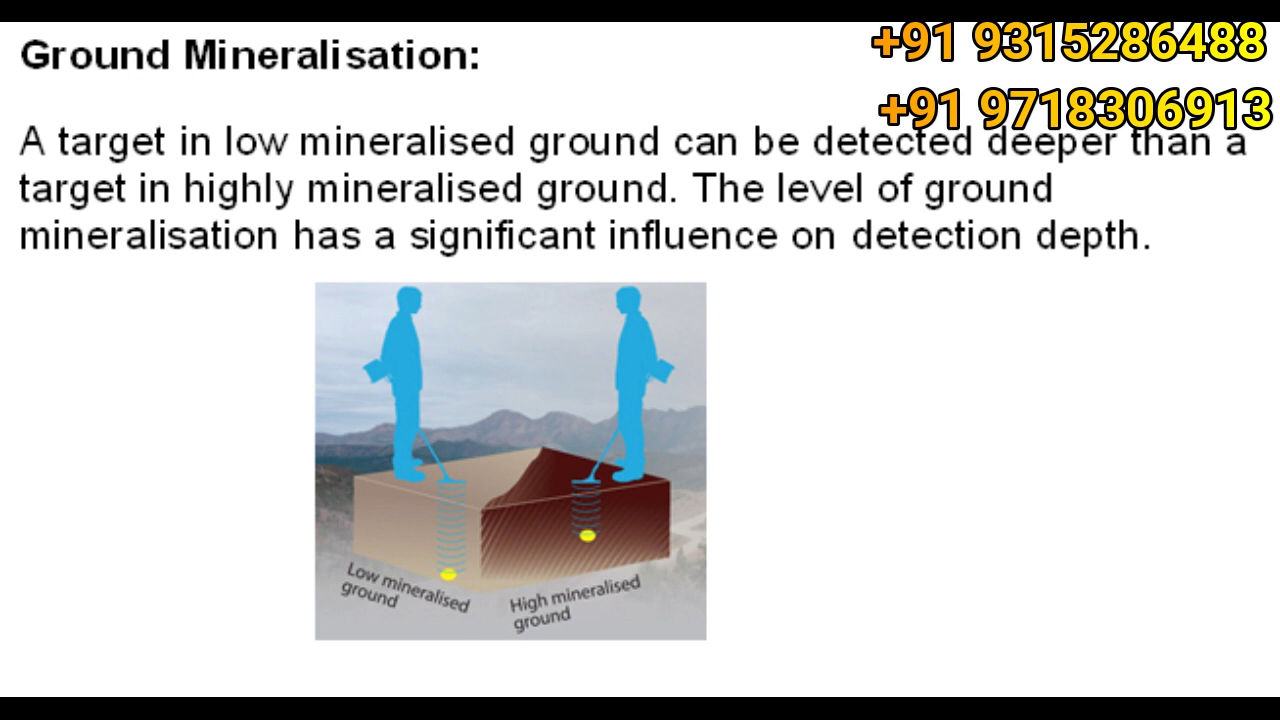 Ground Mineralisation:
+91 9315286488
+91 9718306913
A target in low mineralised ground can be detected deeper than a
target in highly mineralised ground. The level of ground
mineralisation has a significant influence on detection depth.
Low mineralised
ground
High mineralised
ground